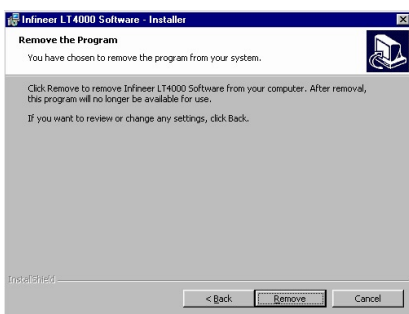 Infineer LT4000 Software - Installer
Remove the Program
You have chosen to remove the program from your system.
Click Remove to remove Infineer LT4000 Software from your computer. After removal,
this program will no longer be available for use.
If you want to review or change any settings, click Back.
InstallShield
< Back
Remove
Cancel